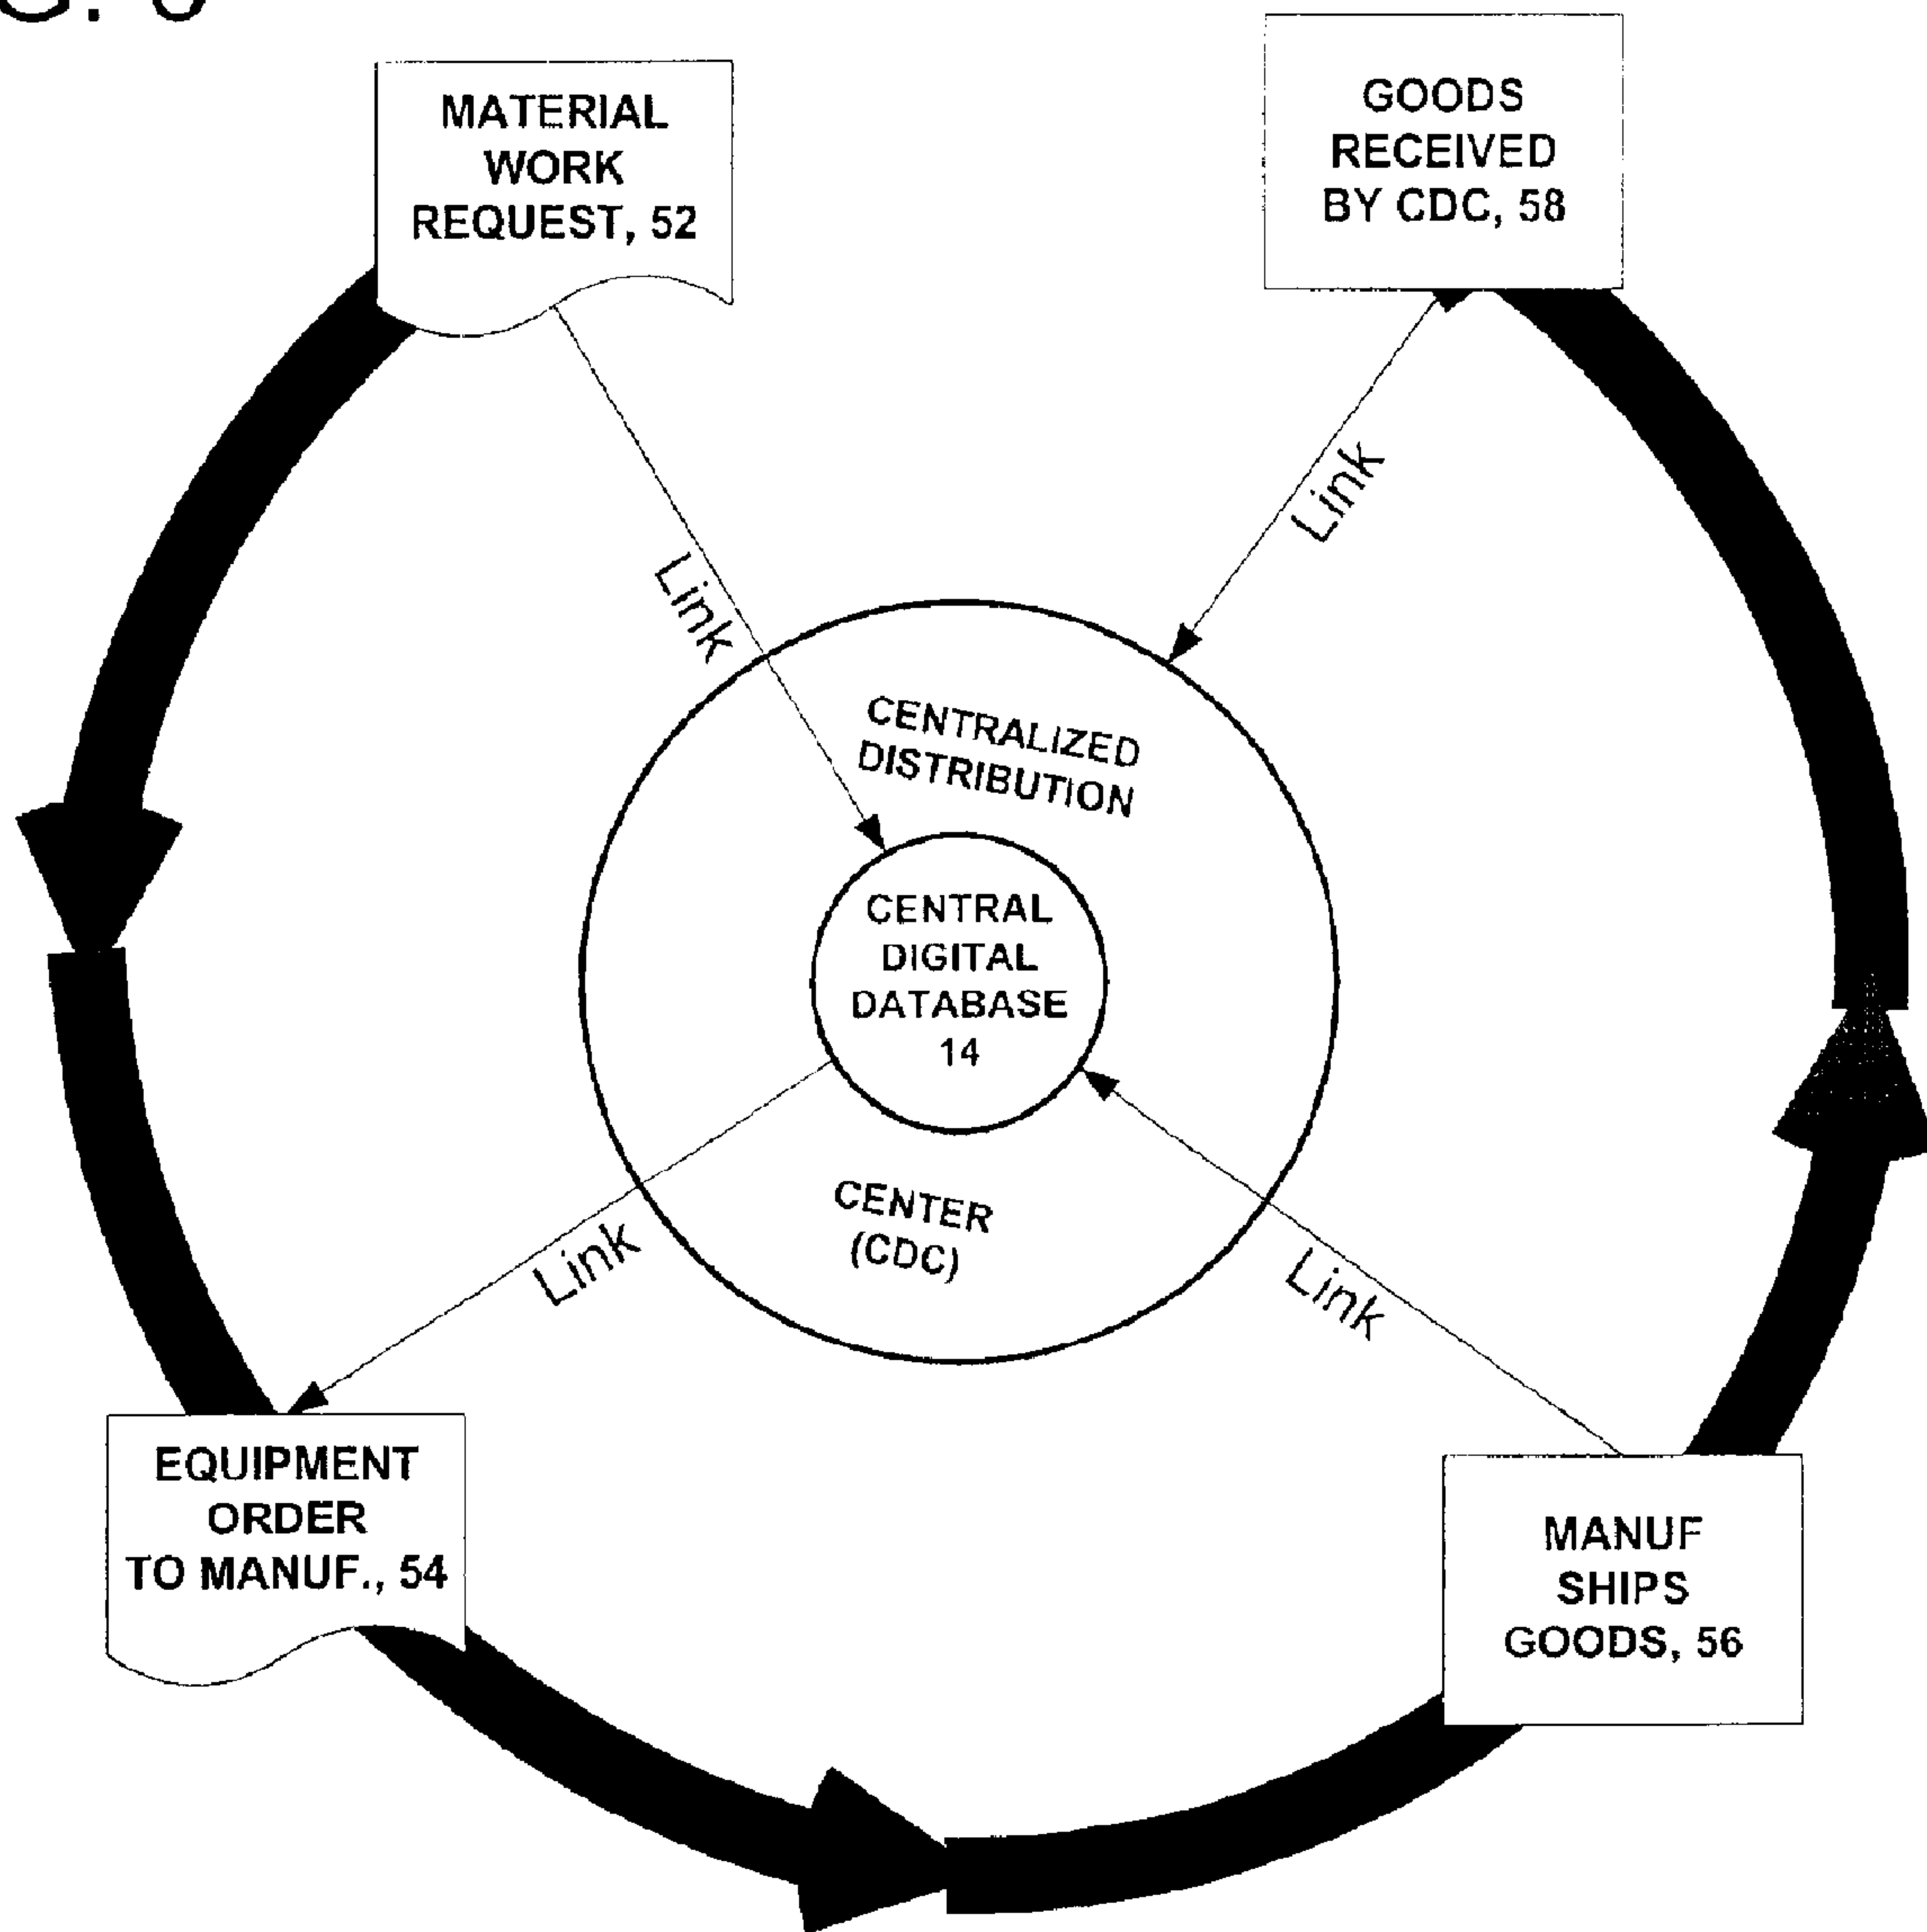 MATERIAL
WORK
REQUEST, 52
GOODS
RECEIVED
BY CDC, 58
Link
Link
CENTRALIZED
DISTRIBUTION
CENTRAL
DIGITAL
DATABASE
14
CENTER
(CDC)
Link
Link
EQUIPMENT
ORDER
TO MANUF., 54
MANUF
SHIPS
GOODS, 56